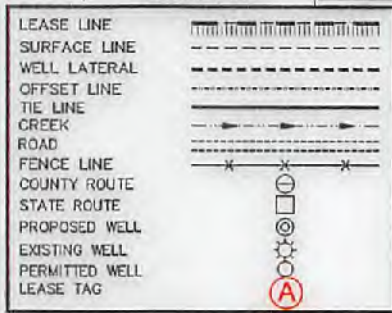 LEASE LINE
SURFACE LINE
WELL LATERAL
OFFSET LINE
TIE LINE
CREEK
ROAD
FENCE LINE
COUNTY ROUTE
STATE ROUTE
PROPOSED WELL
EXISTING WELL
PERMITTED WELL
LEASE TAG
A